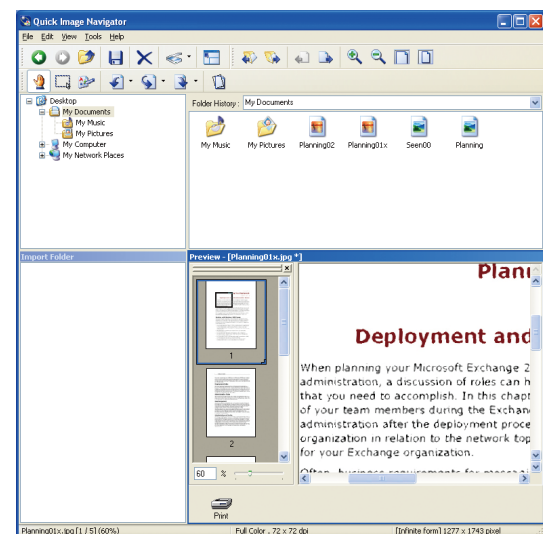 Quick Image Navigator
File Edit View Tools Help
Desktop
My Documents
My Music
My Pictures
My Computer
My Network Places
Folder History : My Documents
My Music My Pictures Planning02 Planning01x Seen00 Planning
Import Folder
Preview - [Planning01x.jpg *]
1
2
60 %
Print
Deployment and
When planning your Microsoft Exchange 2
administration, a discussion of roles can h
that you need to accomplish. In this chapt
of your team members during the Exchan
administration after the deployment proce
organization in relation to the network top
for your Exchange organization.
Planning01x.jpg [1 / 5] (60%) Full Color , 72 x 72 dpi [Infinite form] 1277 x 1743 pixel